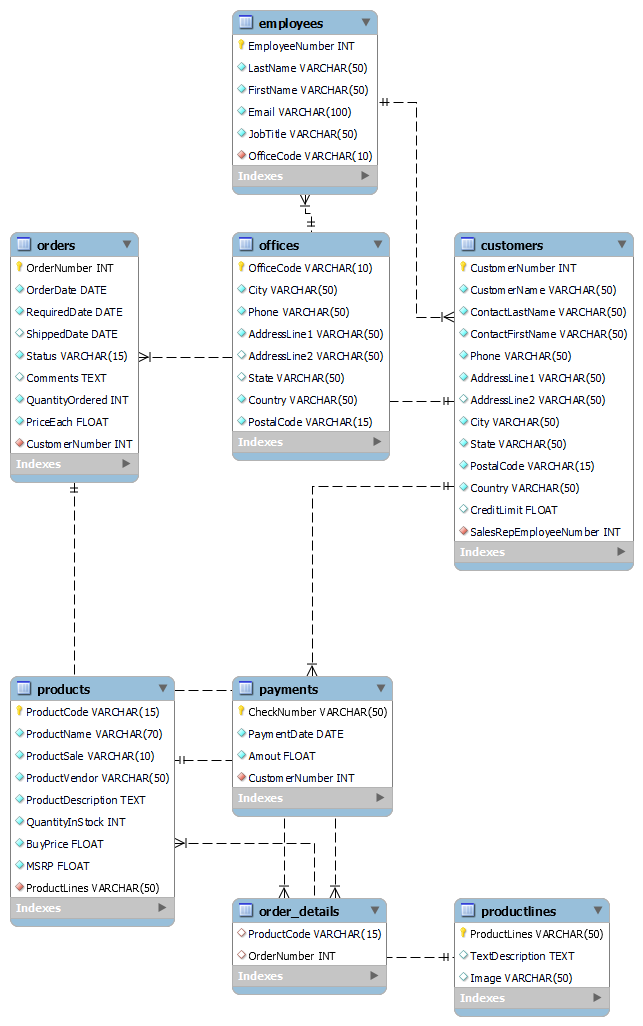 employees
EmployeeNumber INT
LastName VARCHAR(50)
FirstName VARCHAR(50)
Email VARCHAR(100)
JobTitle VARCHAR(50)
OfficeCode VARCHAR(10)
Indexes
orders
OrderNumber INT
OrderDate DATE
RequiredDate DATE
ShippedDate DATE
Status VARCHAR(15)
Comments TEXT
QuantityOrdered INT
PriceEach FLOAT
CustomerNumber INT
Indexes
offices
OfficeCode VARCHAR(10)
City VARCHAR(50)
Phone VARCHAR(50)
AddressLine1 VARCHAR(50)
AddressLine2 VARCHAR(50)
State VARCHAR(50)
Country VARCHAR(50)
PostalCode VARCHAR(15)
Indexes
customers
CustomerNumber INT
CustomerName VARCHAR(50)
ContactLastName VARCHAR(50)
ContactFirstName VARCHAR(50)
Phone VARCHAR(50)
AddressLine1 VARCHAR(50)
AddressLine2 VARCHAR(50)
City VARCHAR(50)
State VARCHAR(50)
PostalCode VARCHAR(15)
Country VARCHAR(50)
CreditLimit FLOAT
SalesRepEmployeeNumber INT
Indexes
products
ProductCode VARCHAR(15)
ProductName VARCHAR(70)
ProductSale VARCHAR(10)
ProductVendor VARCHAR(50)
ProductDescription TEXT
QuantityInStock INT
BuyPrice FLOAT
MSRP FLOAT
ProductLines VARCHAR(50)
Indexes
payments
CheckNumber VARCHAR(50)
PaymentDate DATE
Amout FLOAT
CustomerNumber INT
Indexes
order_details
ProductCode VARCHAR(15)
OrderNumber INT
Indexes
productlines
ProductLines VARCHAR(50)
TextDescription TEXT
Image VARCHAR(50)
Indexes